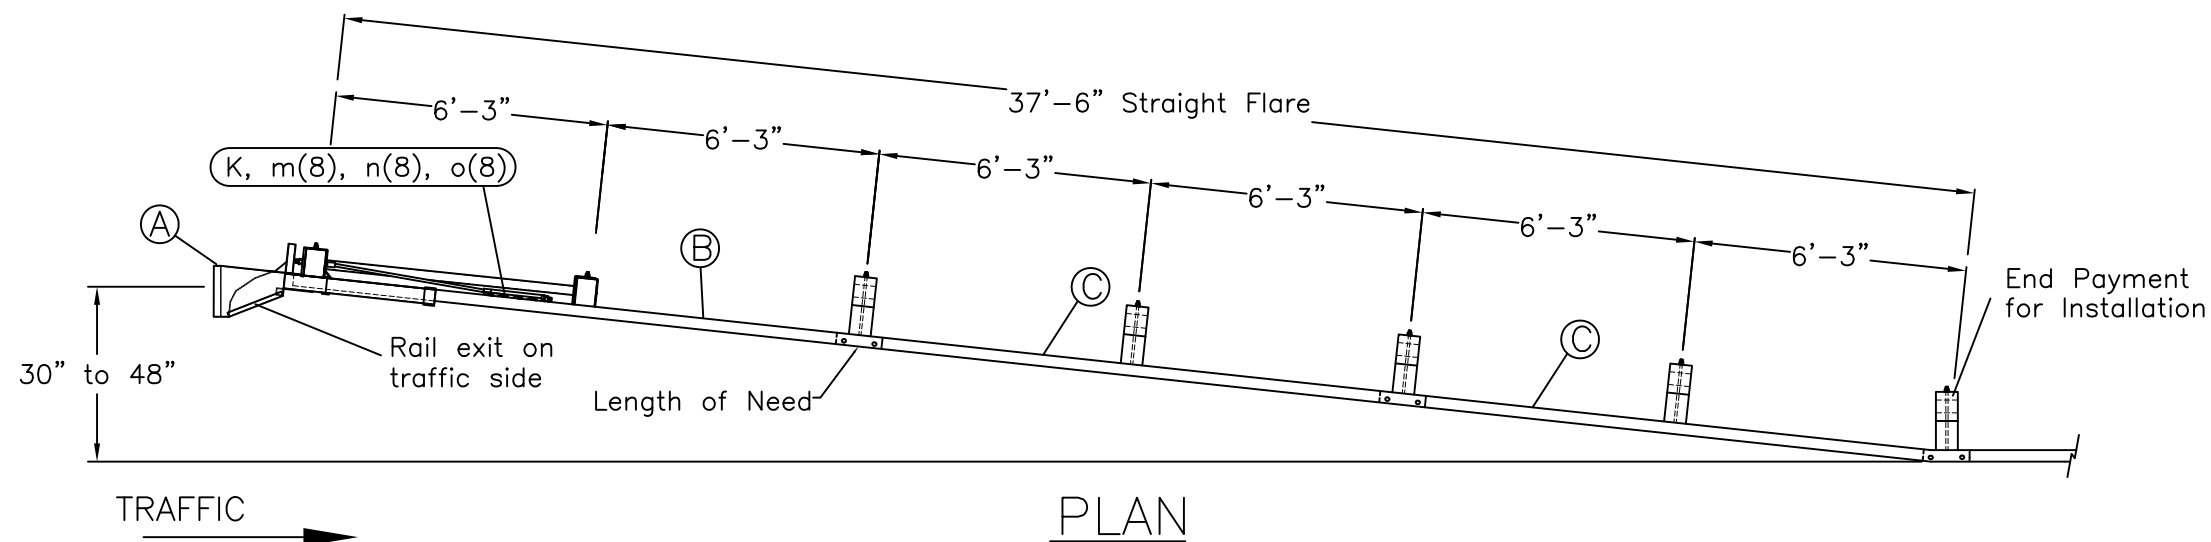 37'-6" Straight Flare
6'-3"
6'-3"
6'-3"
6'-3"
6'-3"
6'-3"
K, m(8), n(8), o(8)
A
B
C
C
End Payment
for Installation
Rail exit on
traffic side
30" to 48"
Length of Need
TRAFFIC
PLAN